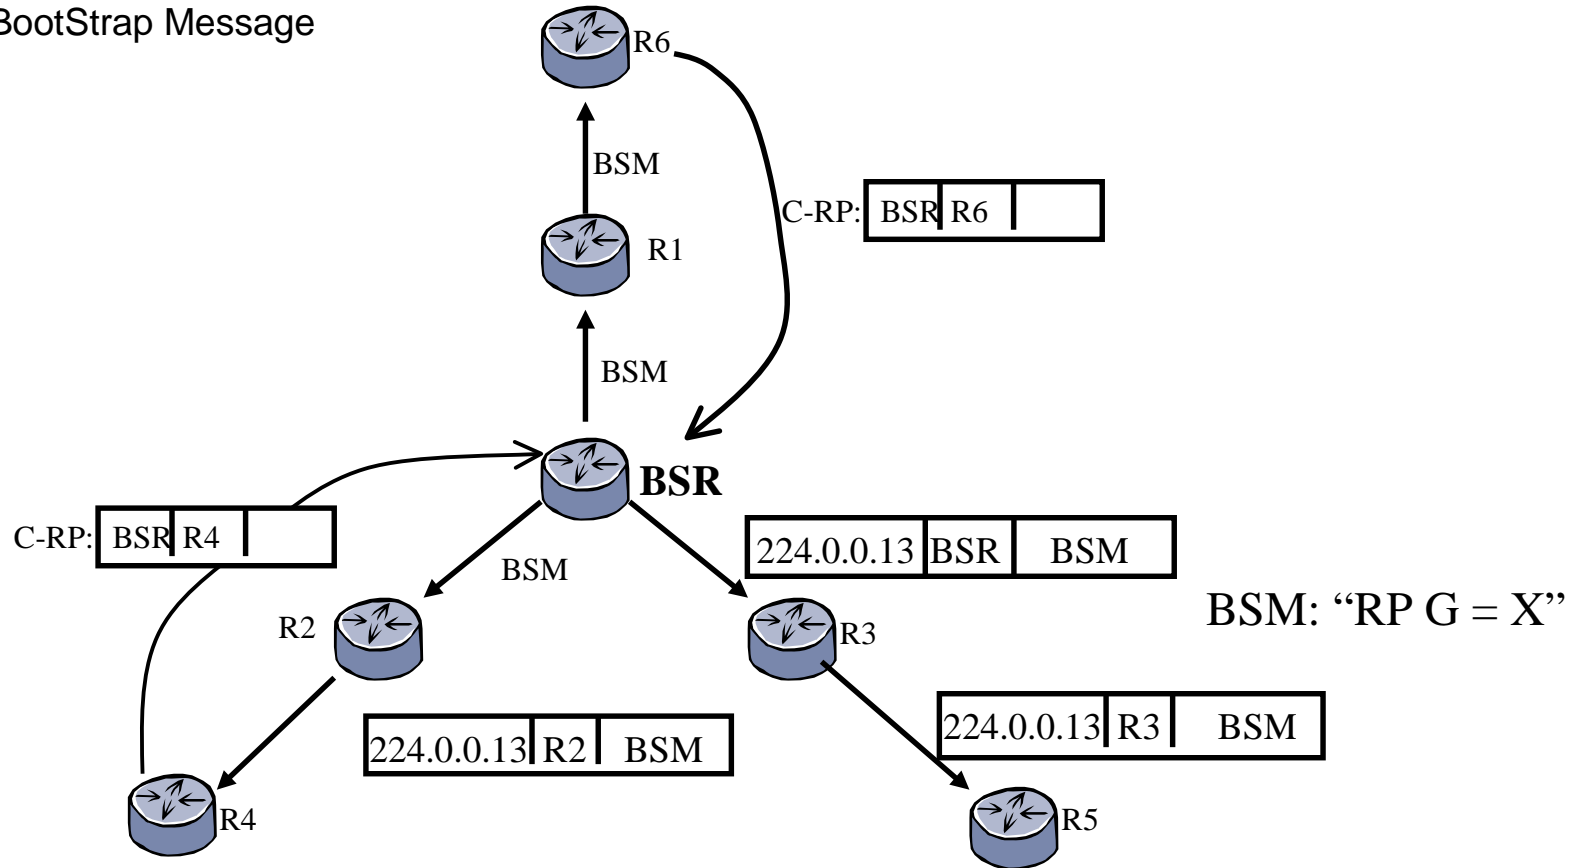 BootStrap Message
R6
BSM
C-RP: BSR R6
R1
BSM
BSR
C-RP: BSR R4
224.0.0.13 BSR BSM
BSM
BSM: “RP G = X”
R2
R3
224.0.0.13 R2 BSM
224.0.0.13 R3 BSM
R4
R5